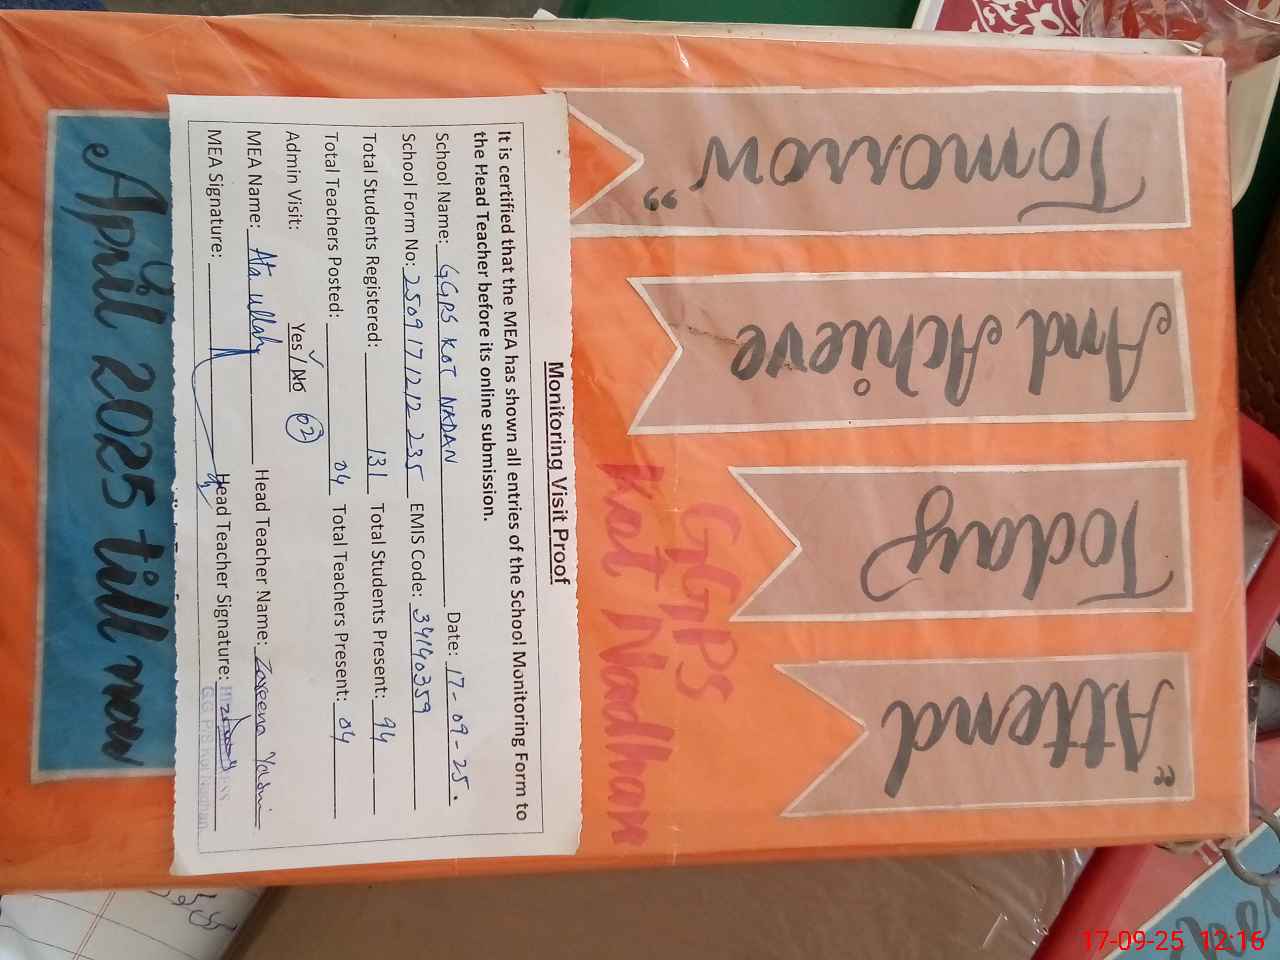 "Attend
Today
And Achieve
Tomorrow"
GGPS
Kot Nadhan
Monitoring Visit Proof
It is certified that the MEA has shown all entries of the School Monitoring Form to
the Head Teacher before its online submission.
School Name: GGPS KOT NADAN Date: 17-09-25.
School Form No: 250917 1212 235 EMIS Code: 34140359
Total Students Registered: 131 Total Students Present: 94
Total Teachers Posted: 04 Total Teachers Present: 04
Admin Visit: Yes / No 02
MEA Name: Ata ullah Head Teacher Name:
MEA Signature: Head Teacher Signature:
April 2025 till now
17-09-25 12:16